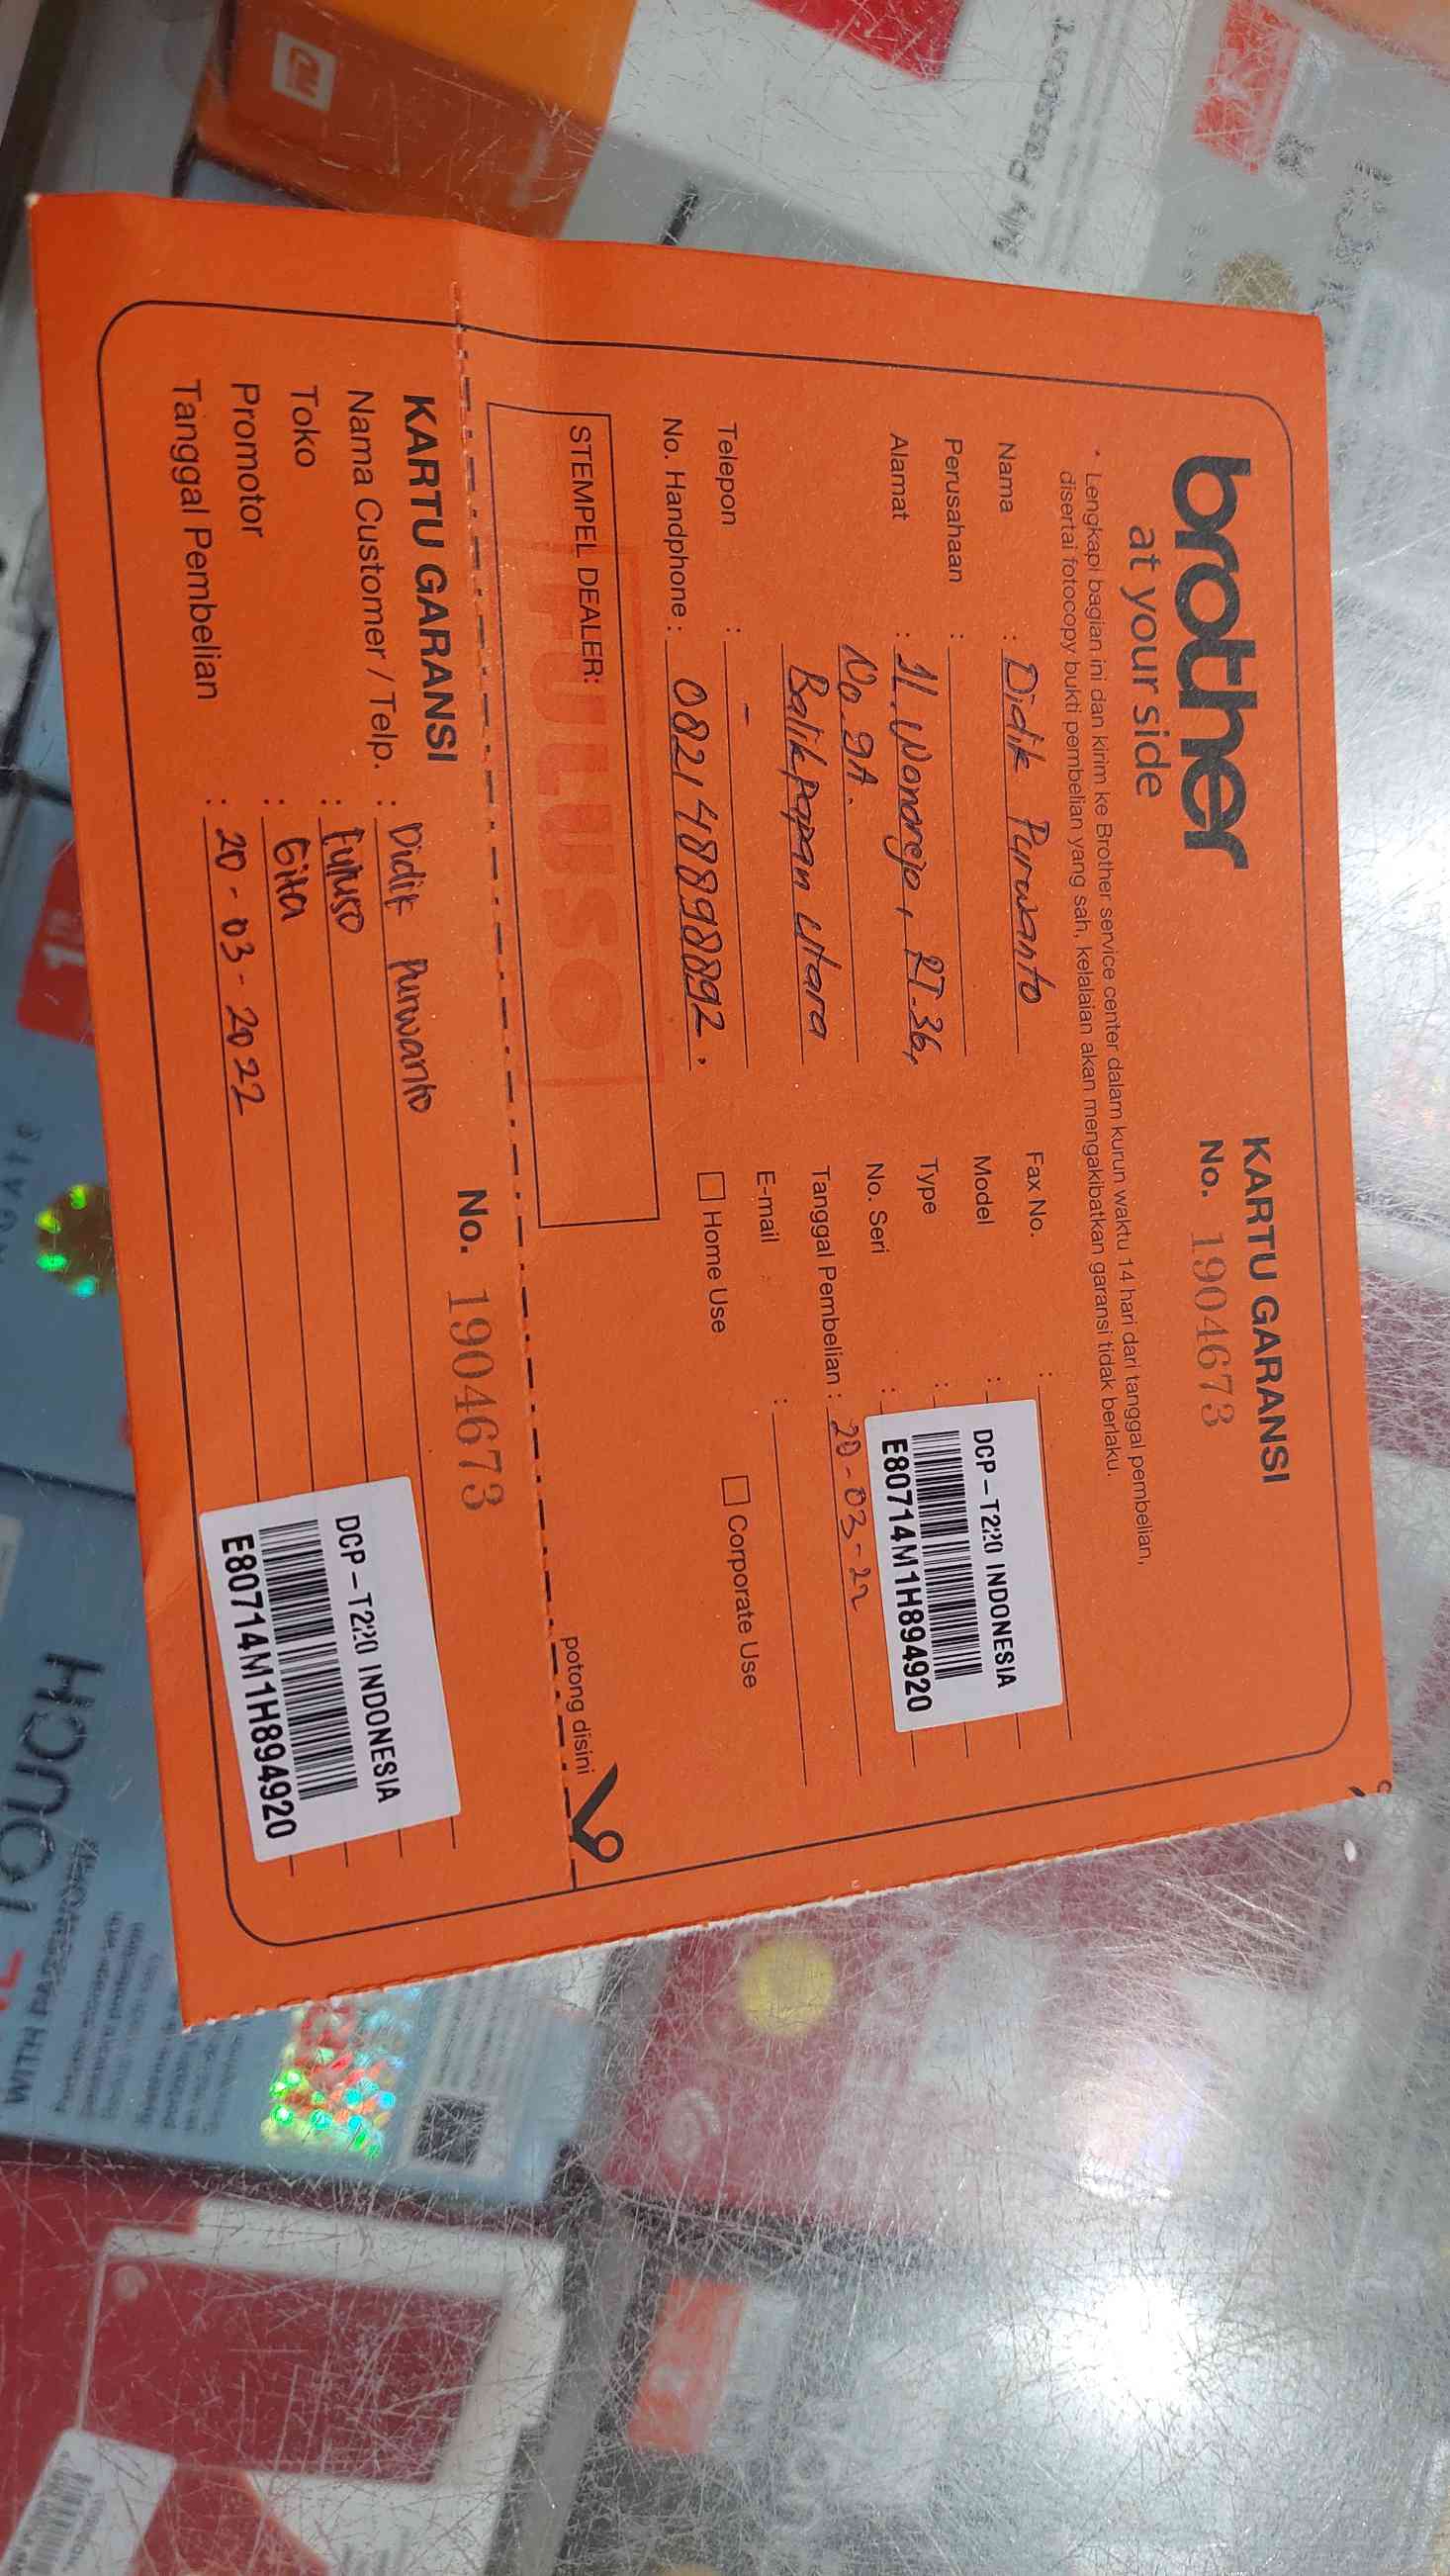 brother
at your side
KARTU GARANSI
No. 1904673
* Lengkapi bagian ini dan kirim ke Brother service center dalam kurun waktu 14 hari dari tanggal pembelian,
disertai fotocopy bukti pembelian yang sah, kelalaian akan mengakibatkan garansi tidak berlaku.
Nama : Didik Purwanto
Perusahaan :
Alamat : Jl. Wonorejo, RT.36,
No 9A.
Balikpapan Utara
Telepon : -
No. Handphone : 082148898892.
Fax No. :
Model :
Type :
No. Seri :
DCP-T220 INDONESIA
E80714M1H894920
Tanggal Pembelian : 20-03-22
E-mail :
Home Use
Corporate Use
STEMPEL DEALER:
FULUSO
potong disini
KARTU GARANSI
No. 1904673
Nama Customer / Telp. : Didik Purwanto
Toko : Fuluso
Promotor : Gita
Tanggal Pembelian : 20-03-2022
DCP-T220 INDONESIA
E80714M1H894920
TOUCH